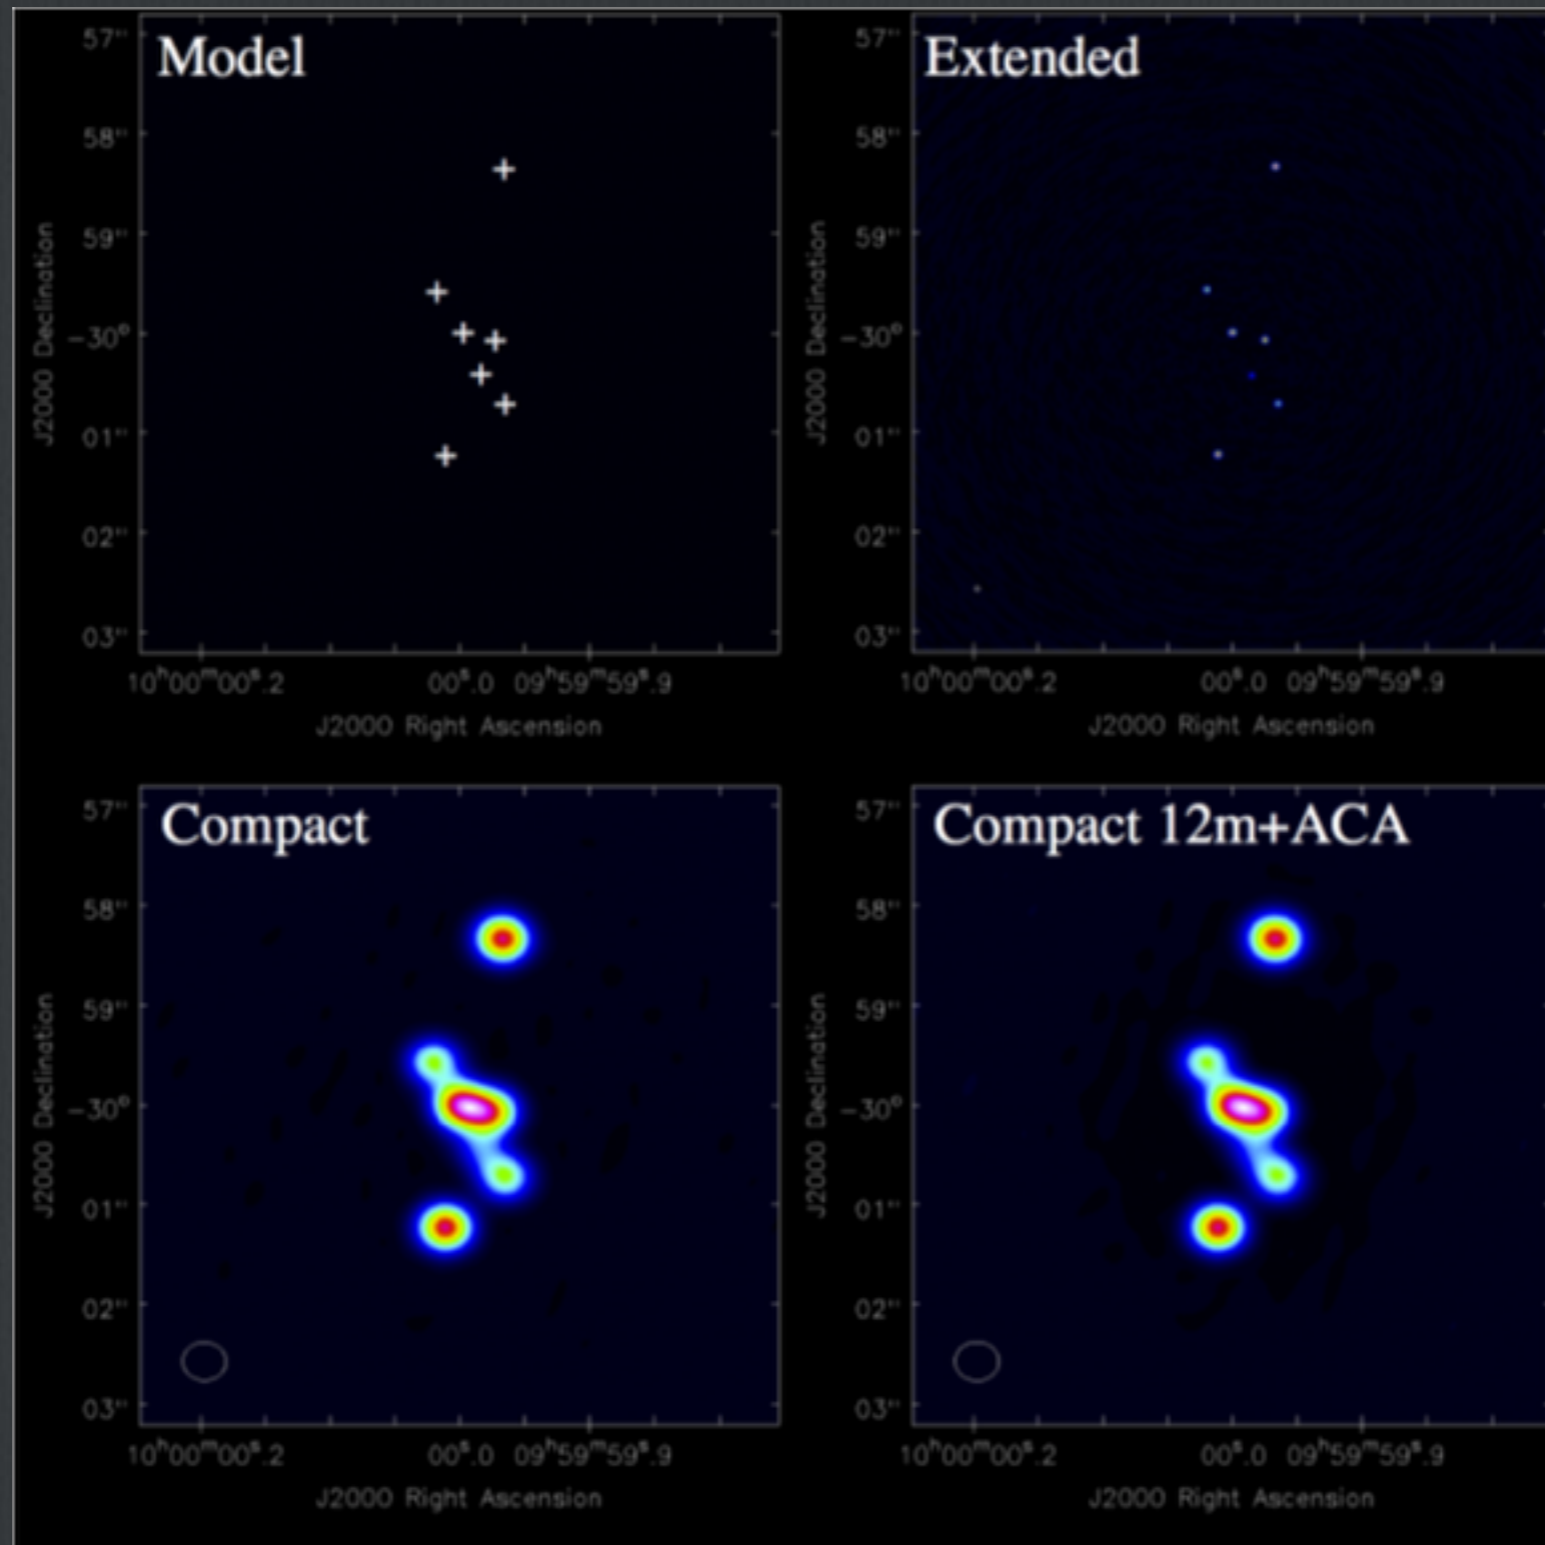 Model
57"
58"
59"
−30°
01"
02"
03"
J2000 Declination
10ʰ00ᵐ00ˢ.2
00ˢ.0
09ʰ59ᵐ59ˢ.9
J2000 Right Ascension
Extended
57"
58"
59"
−30°
01"
02"
03"
J2000 Declination
10ʰ00ᵐ00ˢ.2
00ˢ.0
09ʰ59ᵐ59ˢ.9
J2000 Right Ascension
Compact
57"
58"
59"
−30°
01"
02"
03"
J2000 Declination
10ʰ00ᵐ00ˢ.2
00ˢ.0
09ʰ59ᵐ59ˢ.9
J2000 Right Ascension
Compact 12m+ACA
57"
58"
59"
−30°
01"
02"
03"
J2000 Declination
10ʰ00ᵐ00ˢ.2
00ˢ.0
09ʰ59ᵐ59ˢ.9
J2000 Right Ascension